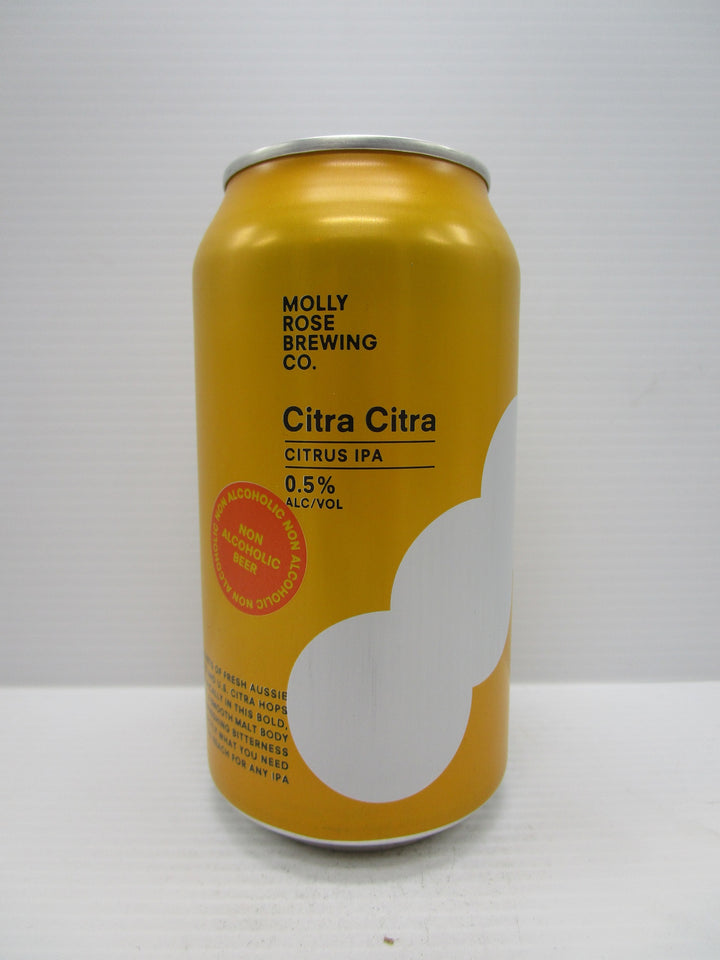 MOLLY
ROSE
BREWING
CO.
Citra Citra
CITRUS IPA
0.5%
ALC/VOL
NON ALCOHOLIC NON ALCOHOLIC NON ALCOHOLIC
NON
ALCOHOLIC
BEER
OF FRESH AUSSIE
U.S. CITRA HOPS
IN THIS BOLD,
SMOOTH MALT BODY
BITTERNESS
WHAT YOU NEED
REACH FOR ANY IPA